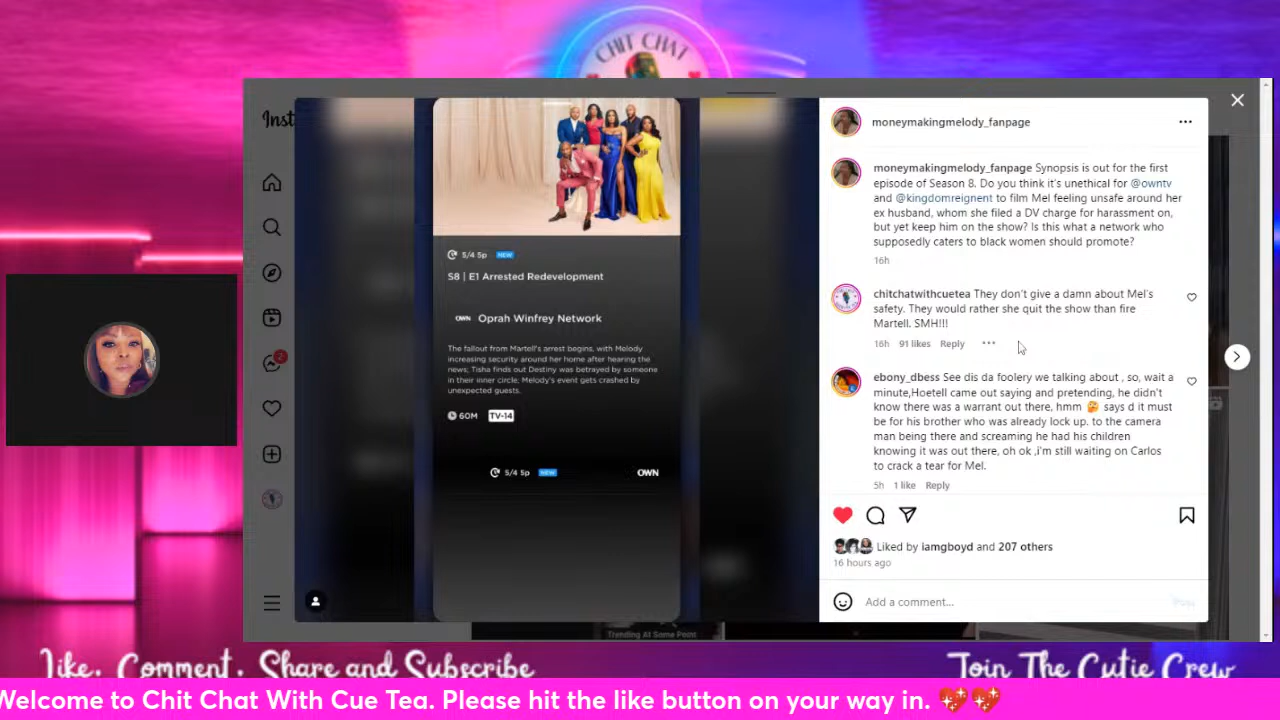 CHIT CHAT
Inst
moneymakingmelody_fanpage
moneymakingmelody_fanpage Synopsis is out for the first
episode of Season 8. Do you think it's unethical for @owntv
and @kingdomreignent to film Mel feeling unsafe around her
ex husband, whom she filed a DV charge for harassment on,
but yet keep him on the show? Is this what a network who
supposedly caters to black women should promote?
16h
chitchatwithcuetea They don't give a damn about Mel's
safety. They would rather she quit the show than fire
Martell. SMH!!!
16h 91 likes Reply ···
ebony_dbess See dis da foolery we talking about , so, wait a
minute,Hoetell came out saying and pretending, he didn't
know there was a warrant out there, hmm 🤔 says d it must
be for his brother who was already lock up. to the camera
man being there and screaming he had his children
knowing it was out there, oh ok ,i'm still waiting on Carlos
to crack a tear for Mel.
5h 1 like Reply
Liked by iamgboyd and 207 others
16 hours ago
Add a comment...
5/4 5p NEW
S8 | E1 Arrested Redevelopment
OWN Oprah Winfrey Network
The fallout from Martell's arrest begins, with Melody
increasing security around her home after hearing the
news; Tisha finds out Destiny was betrayed by someone
in their inner circle; Melody's event gets crashed by
unexpected guests.
60M TV-14
5/4 5p NEW OWN
2
Trending At Some Point
Like, Comment, Share and Subscribe
Join The Cutie Crew
Welcome to Chit Chat With Cue Tea. Please hit the like button on your way in. 💖💖